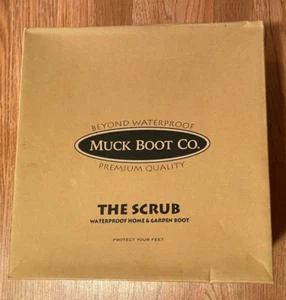 BEYOND WATERPROOF
MUCK BOOT CO.
PREMIUM QUALITY
THE SCRUB
WATERPROOF HOME & GARDEN BOOT
PROTECT YOUR FEET